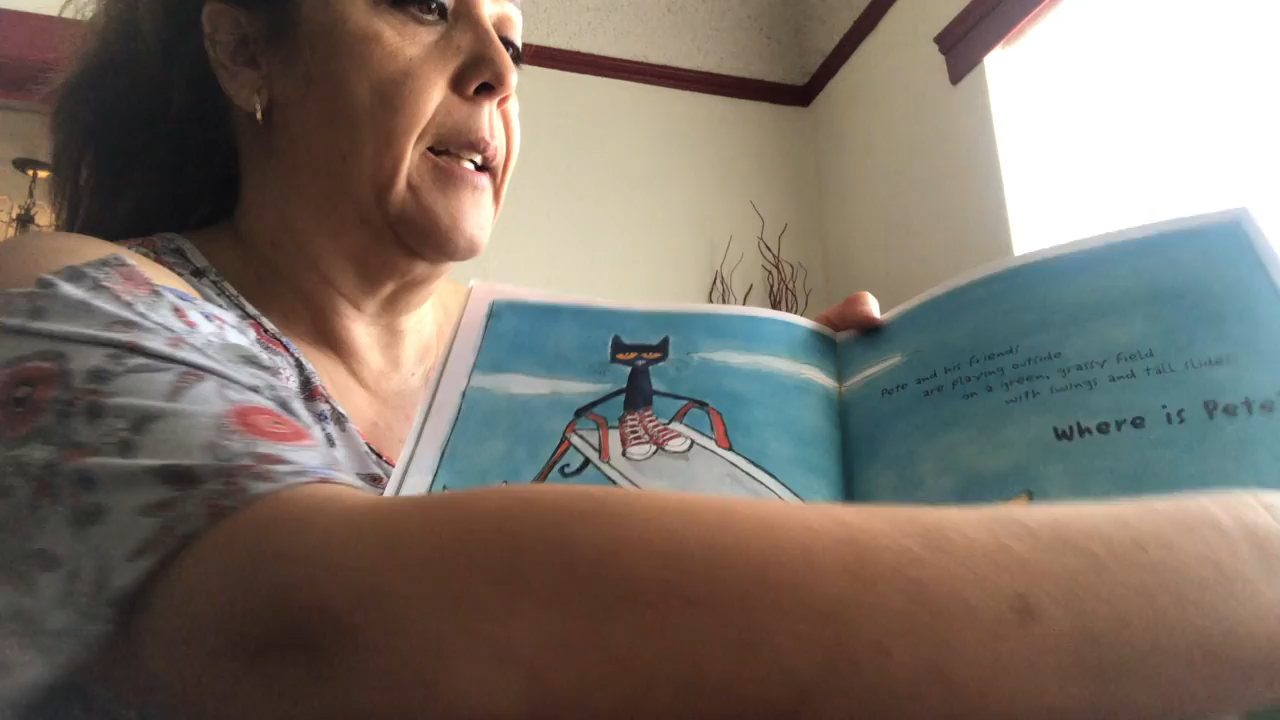 Pete and his friends
are playing outside
on a green, grassy field
with swings and tall slides
Where is Pete